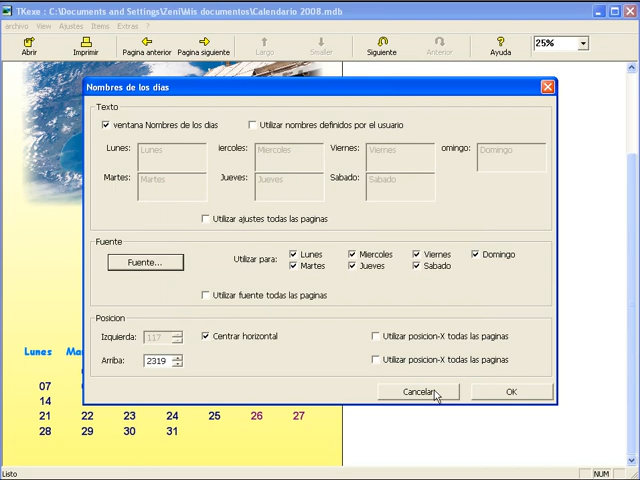 TKexe : C:\Documents and Settings\Zeni\Mis documentos\Calendario 2008.mdb
archivo View Ajustes Items Extras ?
Abrir Imprimir Pagina anterior Pagina siguiente Largo Smaller Siguiente Anterior Ayuda 25%
Nombres de los dias
Texto
ventana Nombres de los dias Utilizar nombres definidos por el usuario
Lunes: Lunes iercoles: Miercoles Viernes: Viernes omingo: Domingo
Martes: Martes Jueves: Jueves Sabado: Sabado
Utilizar ajustes todas las paginas
Fuente
Fuente... Utilizar para: Lunes Miercoles Viernes Domingo
Martes Jueves Sabado
Utilizar fuente todas las paginas
Posicion
Izquierda: 117 Centrar horizontal Utilizar posicion-X todas las paginas
Arriba: 2319 Utilizar posicion-X todas las paginas
Cancelar OK
Lunes Ma
07
14
21 22 23 24 25 26 27
28 29 30 31
Listo NUM